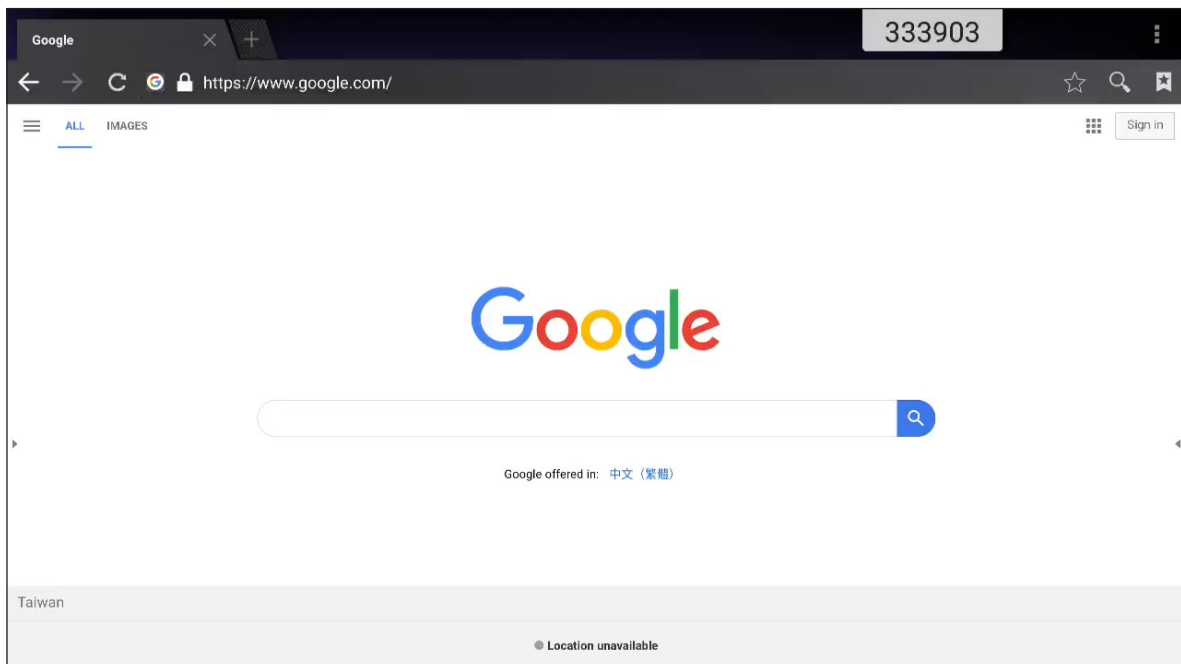 Google
333903
https://www.google.com/
ALL IMAGES
Sign in
Google
Google offered in: 中文（繁體）
Taiwan
Location unavailable